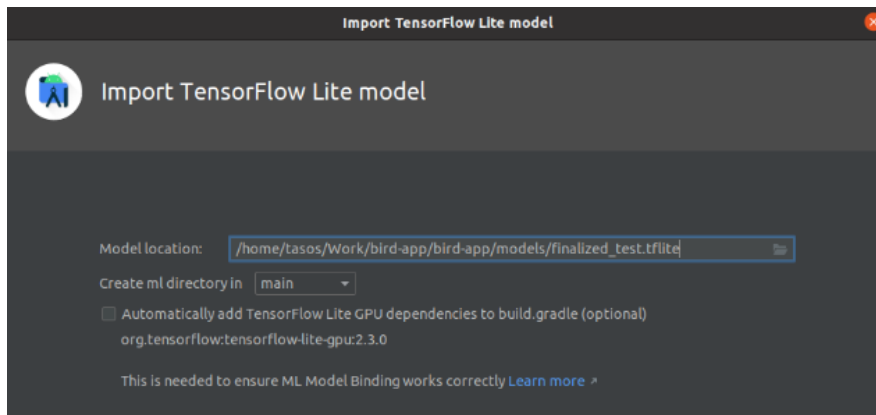 Import TensorFlow Lite model
Import TensorFlow Lite model
Model location: /home/tasos/Work/bird-app/bird-app/models/finalized_test.tflite
Create ml directory in main
Automatically add TensorFlow Lite GPU dependencies to build.gradle (optional)
org.tensorflow:tensorflow-lite-gpu:2.3.0
This is needed to ensure ML Model Binding works correctly Learn more ↗